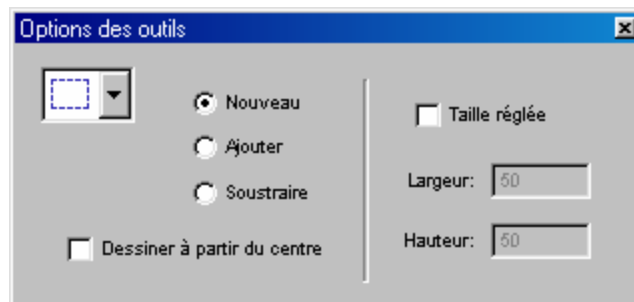 Options des outils
Nouveau
Ajouter
Soustraire
Dessiner à partir du centre
Taille réglée
Largeur: 50
Hauteur: 50